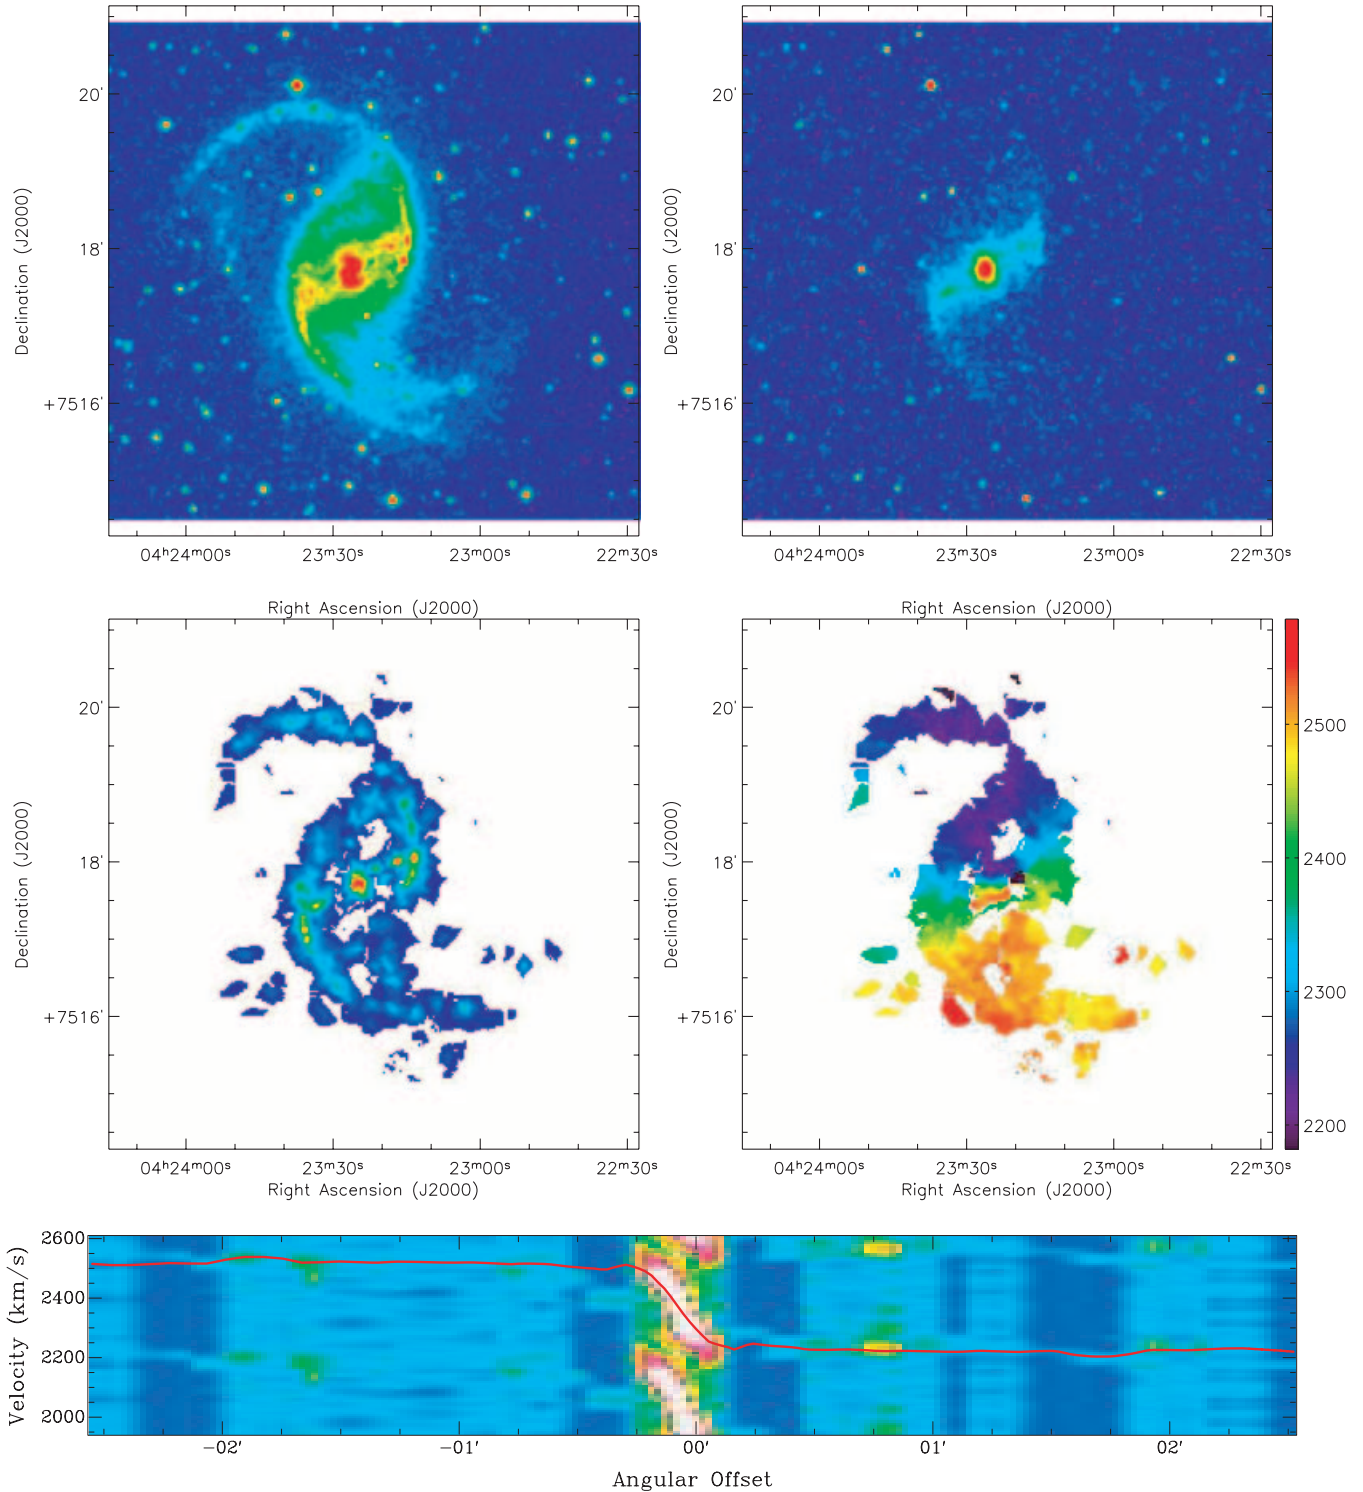 20'
18'
+7516'
Declination (J2000)
04ʰ24ᵐ00ˢ 23ᵐ30ˢ 23ᵐ00ˢ 22ᵐ30ˢ
Right Ascension (J2000)
20'
18'
+7516'
Declination (J2000)
04ʰ24ᵐ00ˢ 23ᵐ30ˢ 23ᵐ00ˢ 22ᵐ30ˢ
Right Ascension (J2000)
20'
18'
+7516'
Declination (J2000)
04ʰ24ᵐ00ˢ 23ᵐ30ˢ 23ᵐ00ˢ 22ᵐ30ˢ
Right Ascension (J2000)
20'
18'
+7516'
Declination (J2000)
04ʰ24ᵐ00ˢ 23ᵐ30ˢ 23ᵐ00ˢ 22ᵐ30ˢ
Right Ascension (J2000)
2500
2400
2300
2200
2600
2400
2200
2000
Velocity (km/s)
−02′ −01′ 00′ 01′ 02′
Angular Offset